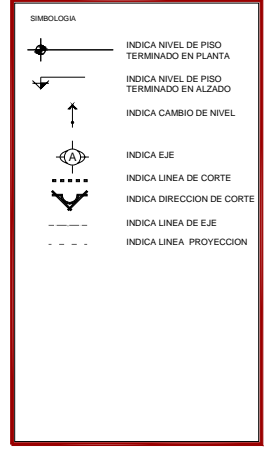 SIMBOLOGIA
INDICA NIVEL DE PISO
TERMINADO EN PLANTA
INDICA NIVEL DE PISO
TERMINADO EN ALZADO
INDICA CAMBIO DE NIVEL
A
INDICA EJE
INDICA LINEA DE CORTE
INDICA DIRECCION DE CORTE
INDICA LINEA DE EJE
INDICA LINEA PROYECCION